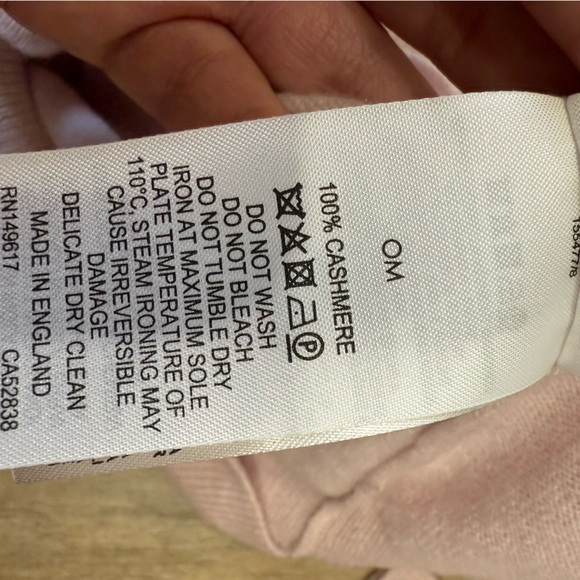 OM
100% CASHMERE
P
DO NOT WASH
DO NOT BLEACH
DO NOT TUMBLE DRY
IRON AT MAXIMUM SOLE
PLATE TEMPERATURE OF
110°C, STEAM IRONING MAY
CAUSE IRREVERSIBLE
DAMAGE
DELICATE DRY CLEAN
MADE IN ENGLAND
RN149617 CA52838